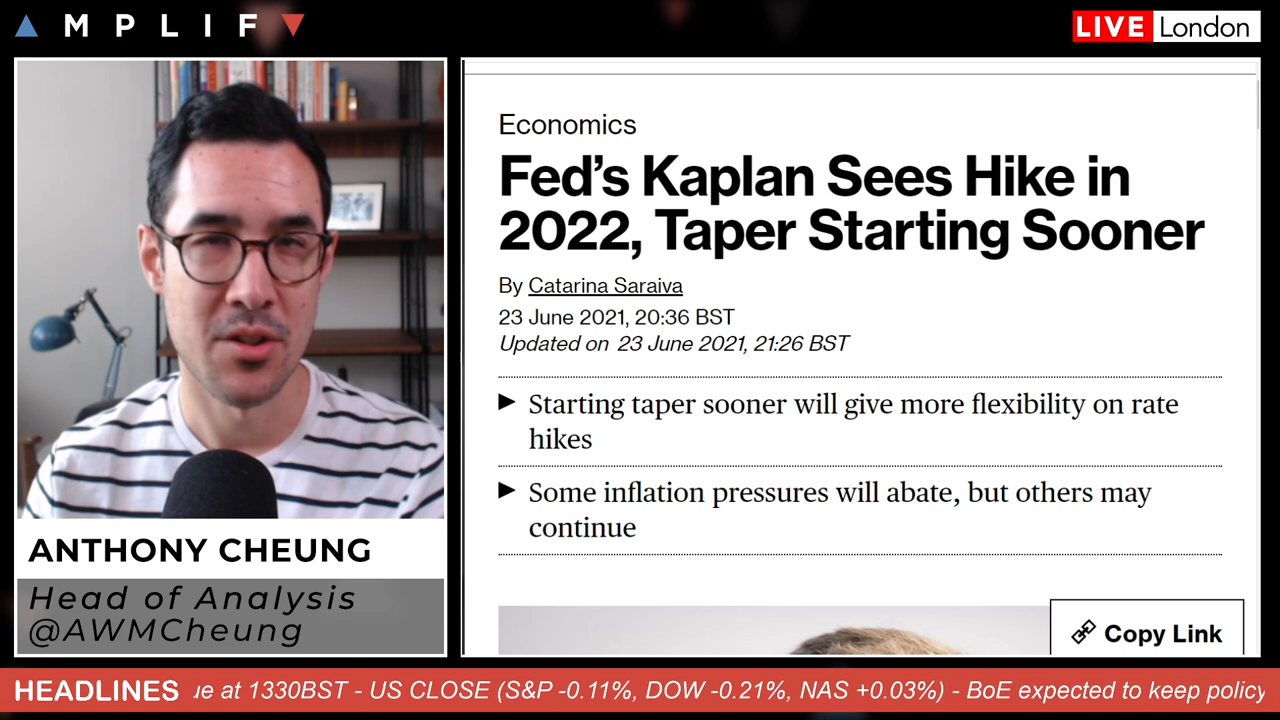 AMPLIFY
LIVE London
Economics
Fed's Kaplan Sees Hike in
2022, Taper Starting Sooner
By Catarina Saraiva
23 June 2021, 20:36 BST
Updated on 23 June 2021, 21:26 BST
Starting taper sooner will give more flexibility on rate
hikes
Some inflation pressures will abate, but others may
continue
Copy Link
ANTHONY CHEUNG
Head of Analysis
@AWMCheung
HEADLINES at 1330BST - US CLOSE (S&P -0.11%, DOW -0.21%, NAS +0.03%) - BoE expected to keep policy